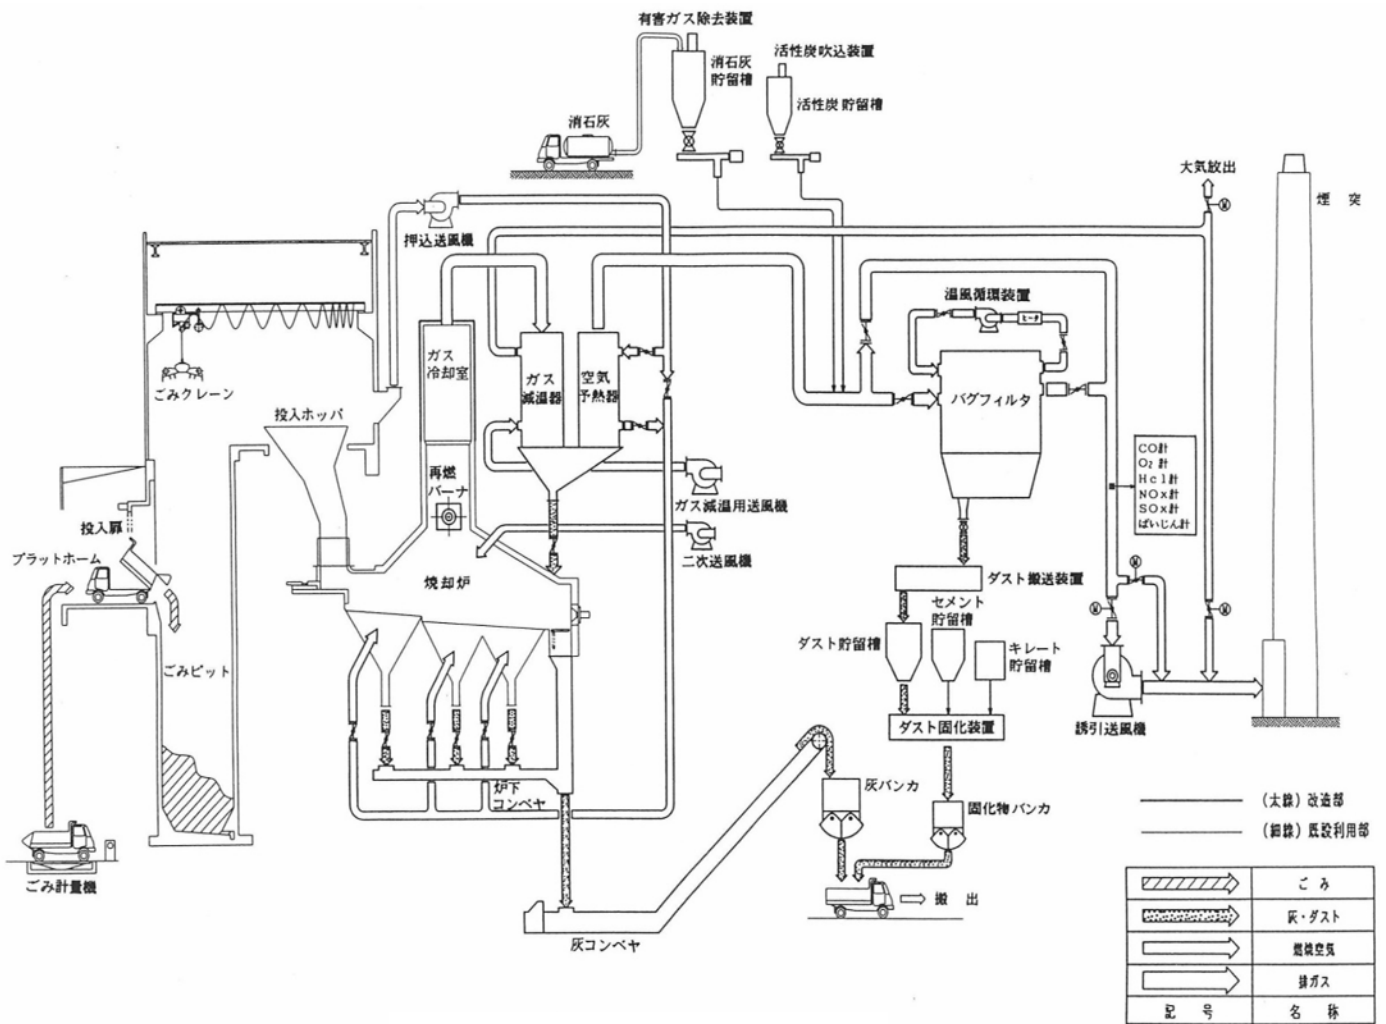 有害ガス除去装置
消石灰
貯留槽
活性炭吹込装置
活性炭貯留槽
消石灰
大気放出
煙突
押込送風機
温風循環装置
ヒータ
ごみクレーン
投入ホッパ
ガス
冷却室
ガス
減温器
空気
予熱器
バグフィルタ
CO計
O₂計
Hcl計
NOx計
SOx計
ばいじん計
再燃
バーナ
ガス減温用送風機
二次送風機
投入扉
プラットホーム
焼却炉
ダスト搬送装置
セメント
貯留槽
ダスト貯留槽
キレート
貯留槽
ごみピット
ダスト固化装置
誘引送風機
炉下
コンベヤ
灰バンカ
固化物バンカ
ごみ計量機
搬出
灰コンベヤ
(太線)改造部
(細線)既設利用部
ごみ
灰・ダスト
燃焼空気
排ガス
記号 名称
M
M
M
M